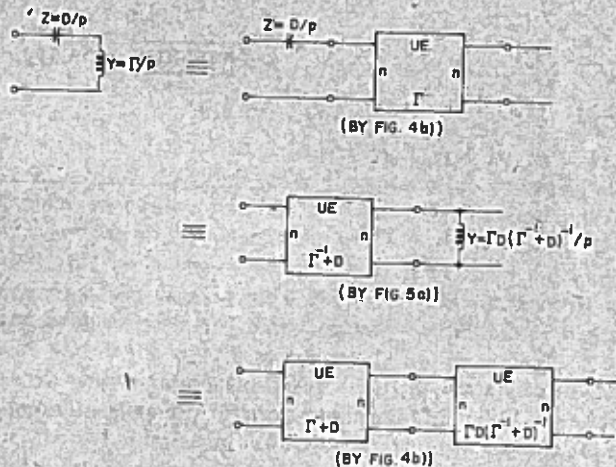 Z=D/p
Y=Γ/p
≡
Z=D/p
UE
n n
Γ
(BY FIG. 4b))
≡
UE
n n
Γ⁻¹+D
Y=ΓD(Γ⁻¹+D)⁻¹/p
(BY FIG. 5a)]
≡
UE
n n
Γ⁻¹+D
UE
n n
ΓD(Γ⁻¹+D)⁻¹
(BY FIG. 4b)]